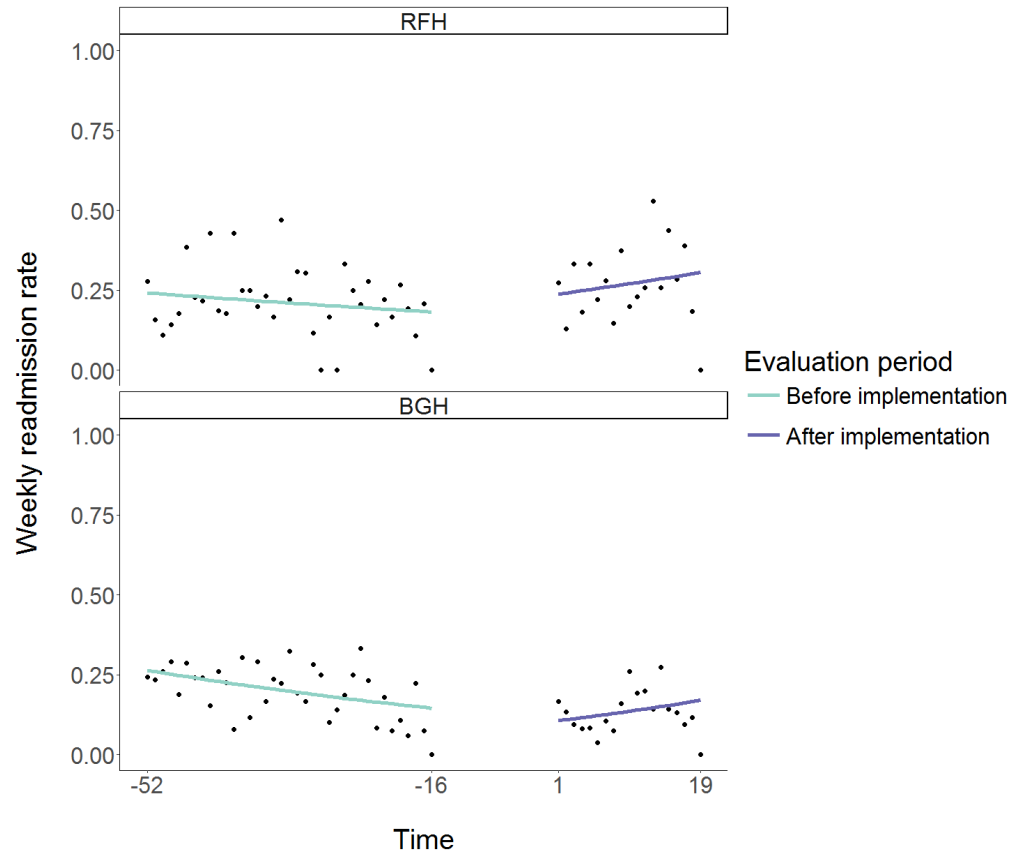 RFH
1.00
0.75
0.50
0.25
0.00
BGH
1.00
0.75
0.50
0.25
0.00
-52
-16
1
19
Time
Weekly readmission rate
Evaluation period
Before implementation
After implementation